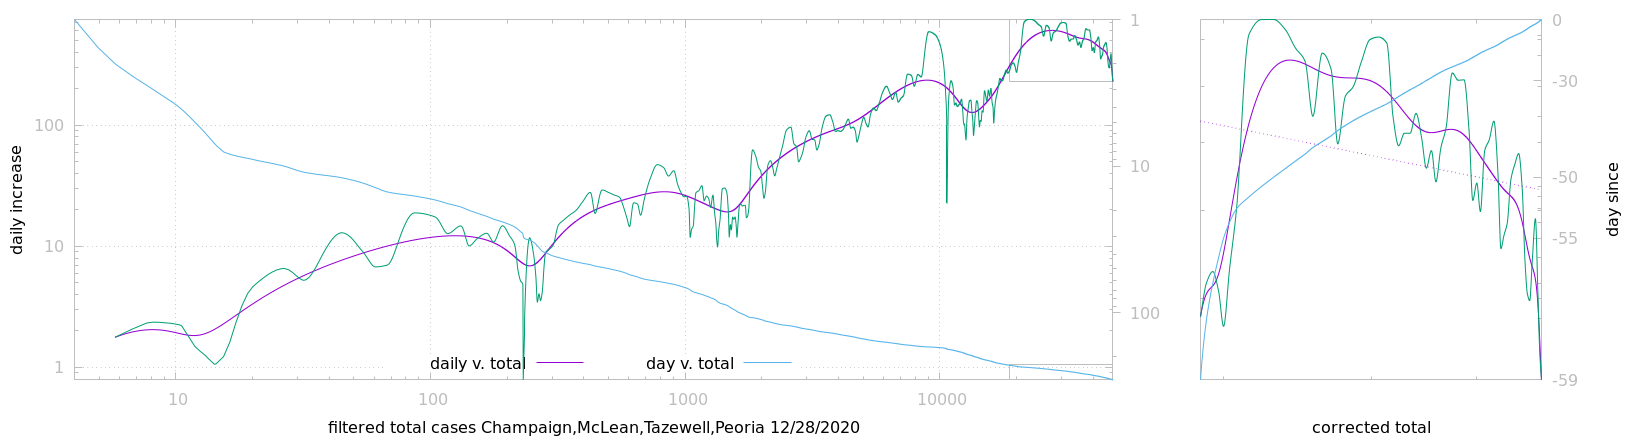 daily increase
100
10
1
daily v. total
day v. total
10
100
1000
10000
filtered total cases Champaign,McLean,Tazewell,Peoria 12/28/2020
1
10
100
0
-30
-50
-55
-59
day since
corrected total